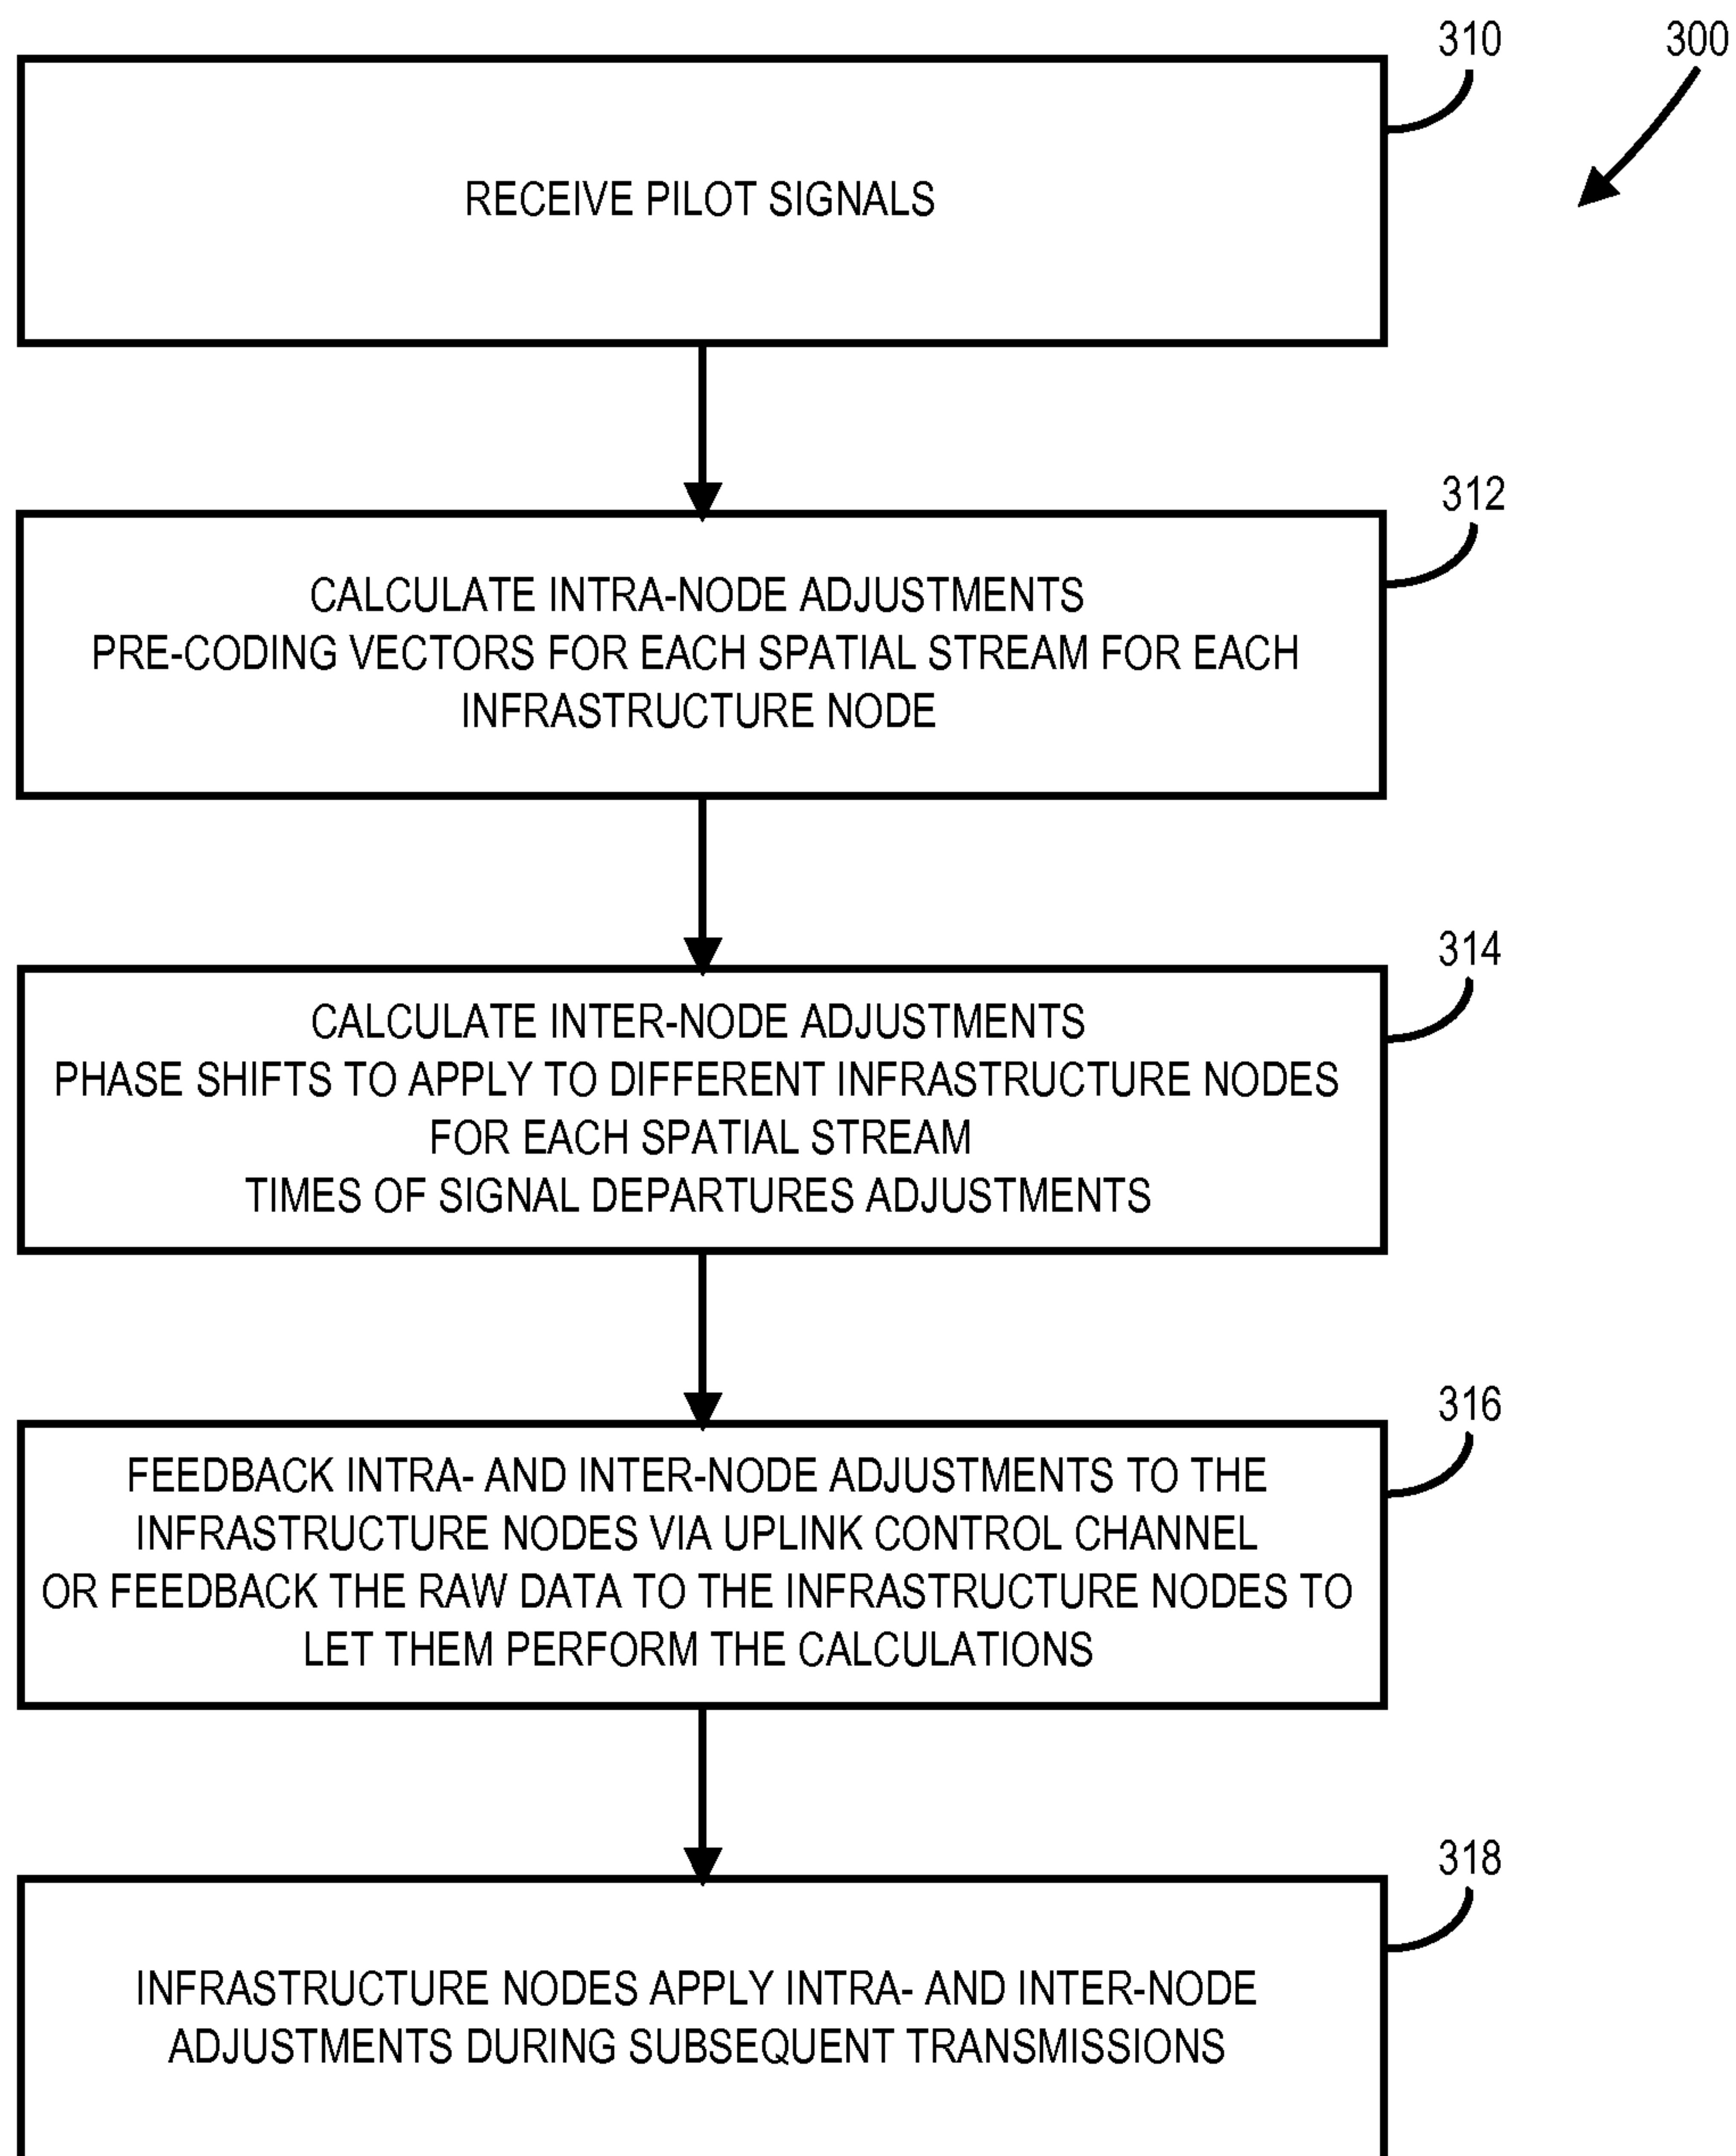 310
300
RECEIVE PILOT SIGNALS
312
CALCULATE INTRA-NODE ADJUSTMENTS
PRE-CODING VECTORS FOR EACH SPATIAL STREAM FOR EACH
INFRASTRUCTURE NODE
314
CALCULATE INTER-NODE ADJUSTMENTS
PHASE SHIFTS TO APPLY TO DIFFERENT INFRASTRUCTURE NODES
FOR EACH SPATIAL STREAM
TIMES OF SIGNAL DEPARTURES ADJUSTMENTS
316
FEEDBACK INTRA- AND INTER-NODE ADJUSTMENTS TO THE
INFRASTRUCTURE NODES VIA UPLINK CONTROL CHANNEL
OR FEEDBACK THE RAW DATA TO THE INFRASTRUCTURE NODES TO
LET THEM PERFORM THE CALCULATIONS
318
INFRASTRUCTURE NODES APPLY INTRA- AND INTER-NODE
ADJUSTMENTS DURING SUBSEQUENT TRANSMISSIONS